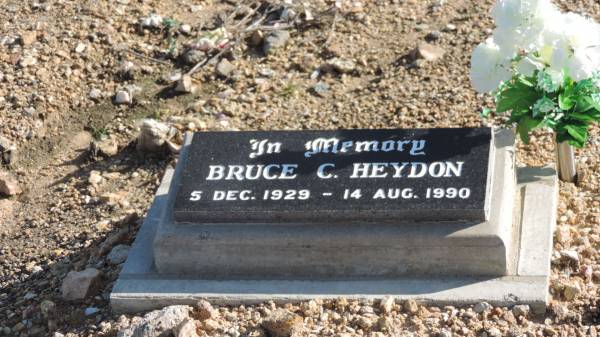 In Memory
BRUCE C. HEYDON
5 DEC. 1929 - 14 AUG. 1990